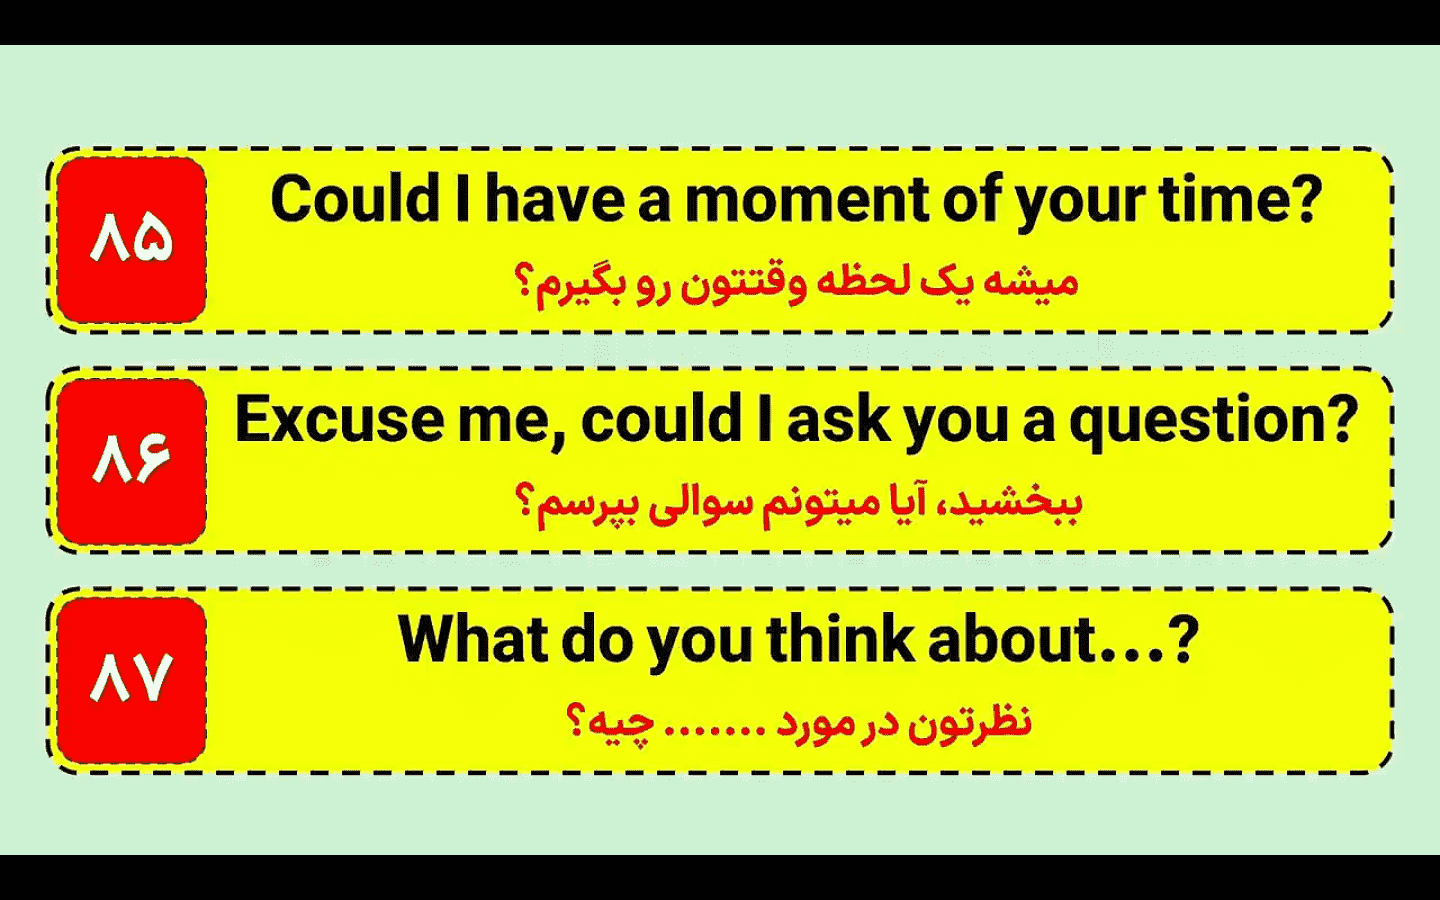 ۸۵
Could I have a moment of your time?
میشه یک لحظه وقتتون رو بگیرم؟
۸۶
Excuse me, could I ask you a question?
ببخشید، آیا میتونم سوالی بپرسم؟
۸۷
What do you think about...?
نظرتون در مورد ....... چیه؟